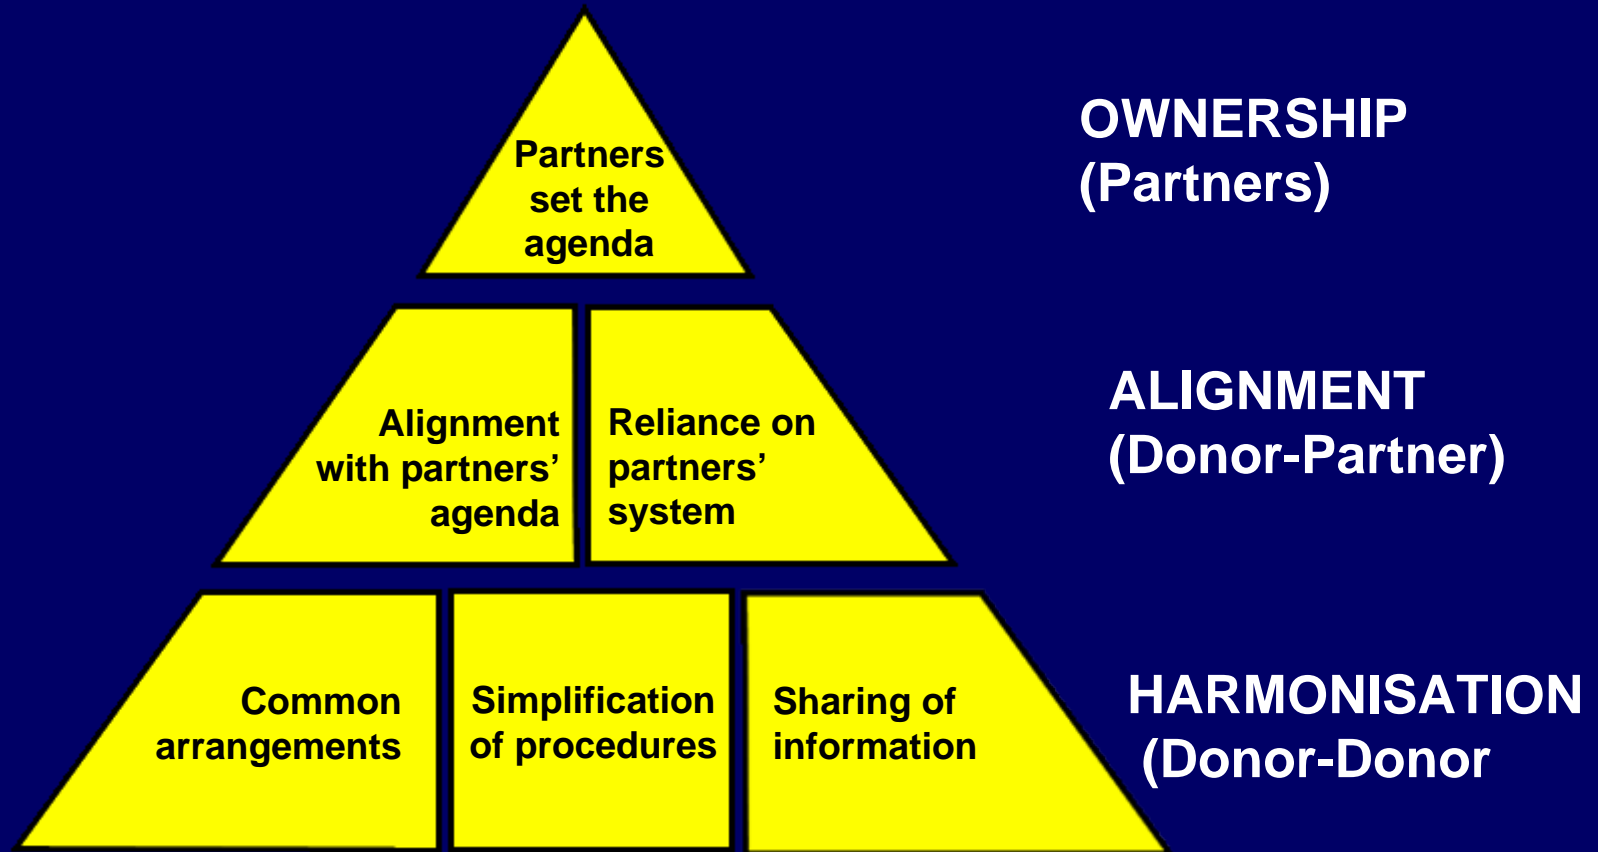 Partners
set the
agenda
OWNERSHIP
(Partners)
Alignment
with partners’
agenda
Reliance on
partners’
system
ALIGNMENT
(Donor-Partner)
Common
arrangements
Simplification
of procedures
Sharing of
information
HARMONISATION
(Donor-Donor